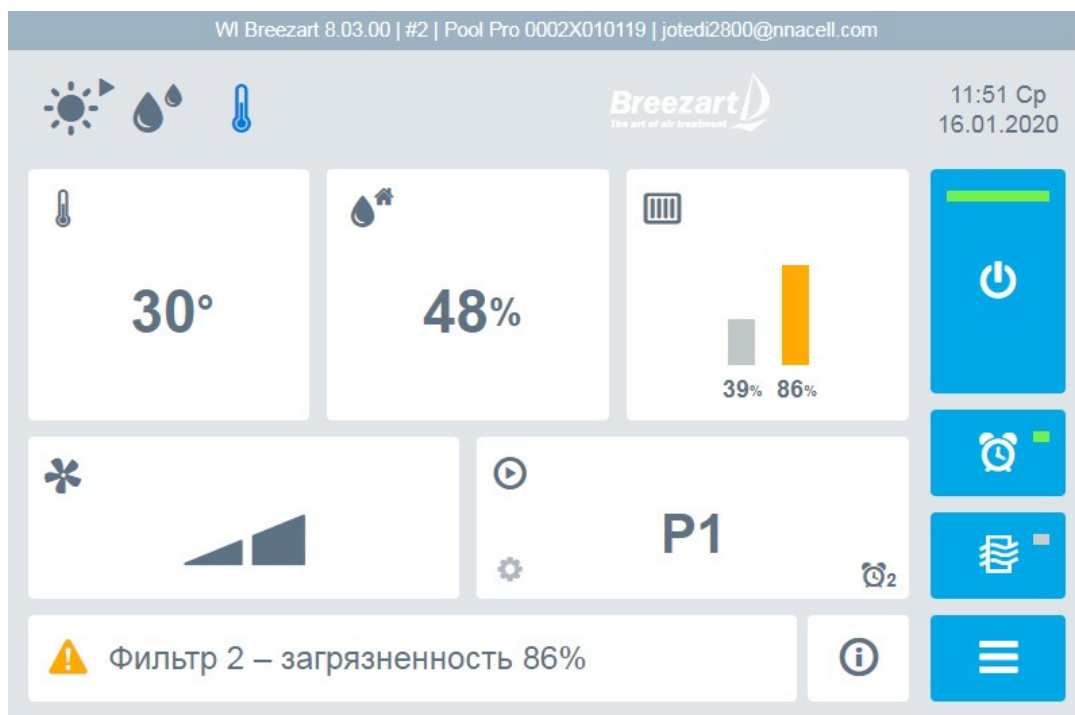 WI Breezart 8.03.00 | #2 | Pool Pro 0002X010119 | jotedi2800@nnacell.com
Breezart
The art of air treatment
11:51 Ср
16.01.2020
30°
48%
39% 86%
P1
2
Фильтр 2 – загрязненность 86%